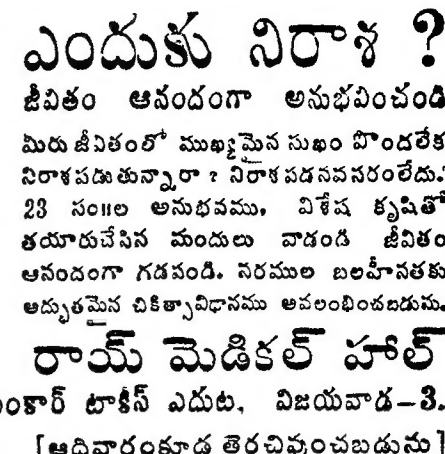 ఎందుకు నిరాశ ?
జీవితం ఆనందంగా అనుభవించండి
మీరు జీవితంలో ముఖ్యమైన సుఖం పొందలేక
నిరాశపడుతున్నారా ? నిరాశ పడనవసరంలేదు.
23 సం॥ల అనుభవము, విశేష కృషితో
తయారుచేసిన మందులు వాడండి జీవితం
ఆనందంగా గడపండి. నరముల బలహీనతకు
అద్భుతమైన చికిత్సావిధానము అవలంభించబడును.
రాయ్ మెడికల్ హాల్
టాకీస్ ఎదుట, విజయవాడ–3.
[ఆదివారంకూడ తెరచివుంచబడును]